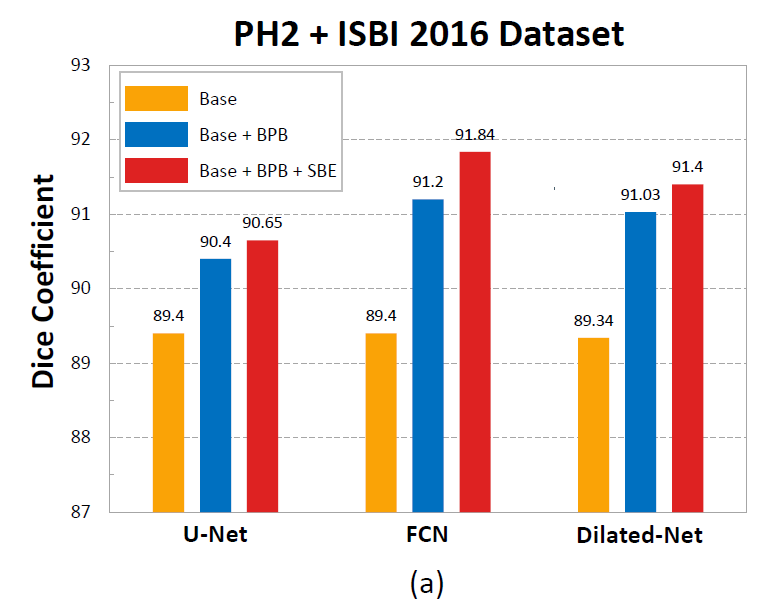 PH2 + ISBI 2016 Dataset
Dice Coefficient
93
92
91
90
89
88
87
Base
Base + BPB
Base + BPB + SBE
89.4
90.4
90.65
89.4
91.2
91.84
89.34
91.03
91.4
U-Net
FCN
Dilated-Net
(a)